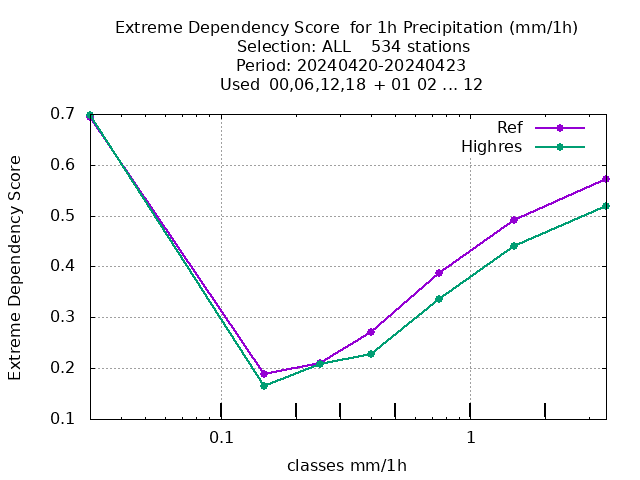 Extreme Dependency Score  for 1h Precipitation (mm/1h)
Selection: ALL    534 stations
Period: 20240420-20240423
Used  00,06,12,18  + 01 02 ... 12
Ref
Highres
0.7
0.6
0.5
0.4
0.3
0.2
0.1
Extreme Dependency Score
0.1 1
classes mm/1h